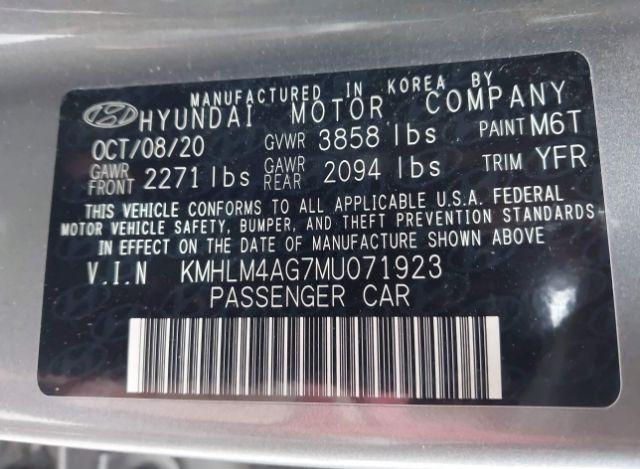 MANUFACTURED IN KOREA BY
HYUNDAI MOTOR COMPANY
OCT/08/20 GVWR 3858 lbs PAINT M6T
GAWR FRONT 2271 lbs GAWR REAR 2094 lbs TRIM YFR
THIS VEHICLE CONFORMS TO ALL APPLICABLE U.S.A. FEDERAL
MOTOR VEHICLE SAFETY, BUMPER, AND THEFT PREVENTION STANDARDS
IN EFFECT ON THE DATE OF MANUFACTURE SHOWN ABOVE
V.I.N KMHLM4AG7MU071923
PASSENGER CAR